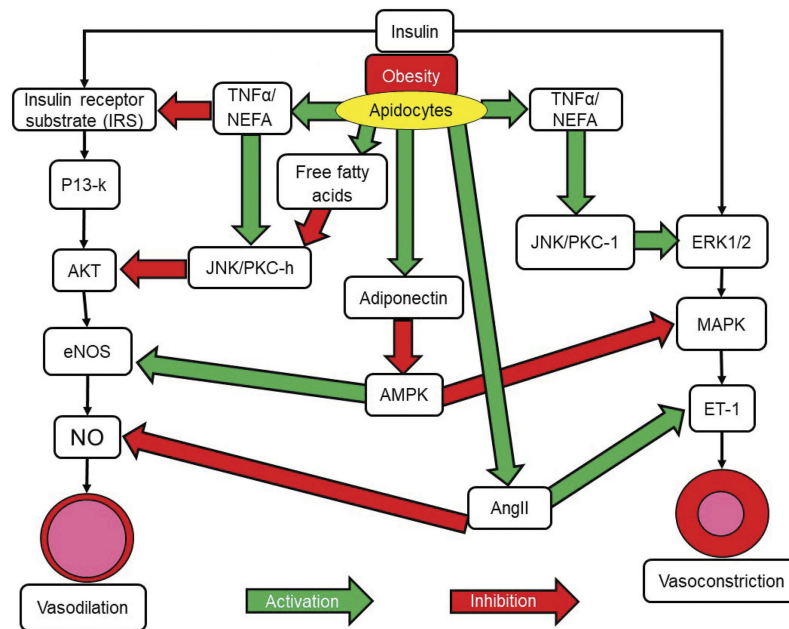 Insulin
Obesity
Apidocytes
Insulin receptor
substrate (IRS)
TNFα/
NEFA
TNFα/
NEFA
Free fatty
acids
P13-k
AKT
JNK/PKC-h
JNK/PKC-1
ERK1/2
Adiponectin
MAPK
eNOS
AMPK
ET-1
NO
AngII
Vasodilation
Activation
Inhibition
Vasoconstriction